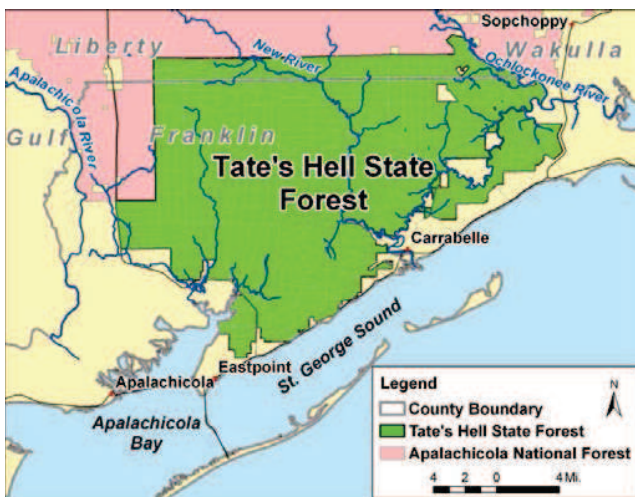 Sopchoppy
Liberty
Wakulla
New River
Ochlockonee River
Apalachicola River
Gulf
Franklin
Tate's Hell State
Forest
Carrabelle
St. George Sound
Eastpoint
Apalachicola
Apalachicola
Bay
Legend
N
County Boundary
Tate's Hell State Forest
Apalachicola National Forest
4 2 0 4 Mi.